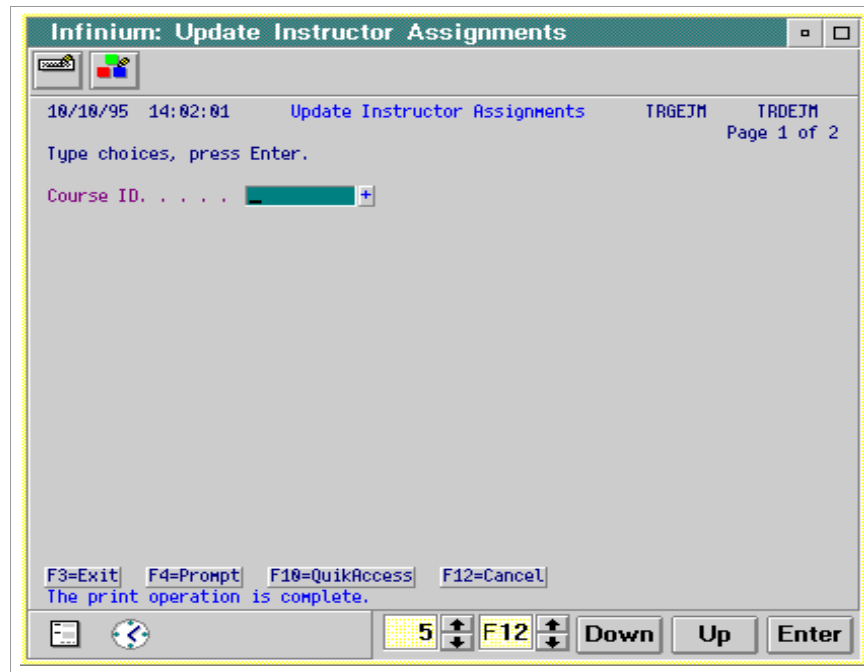 Infinium: Update Instructor Assignments
10/10/95 14:02:01 Update Instructor Assignments TRGEJM TRDEJM
Page 1 of 2
Type choices, press Enter.
Course ID. . . . . +
F3=Exit F4=Prompt F10=QuikAccess F12=Cancel
The print operation is complete.
5 F12 Down Up Enter